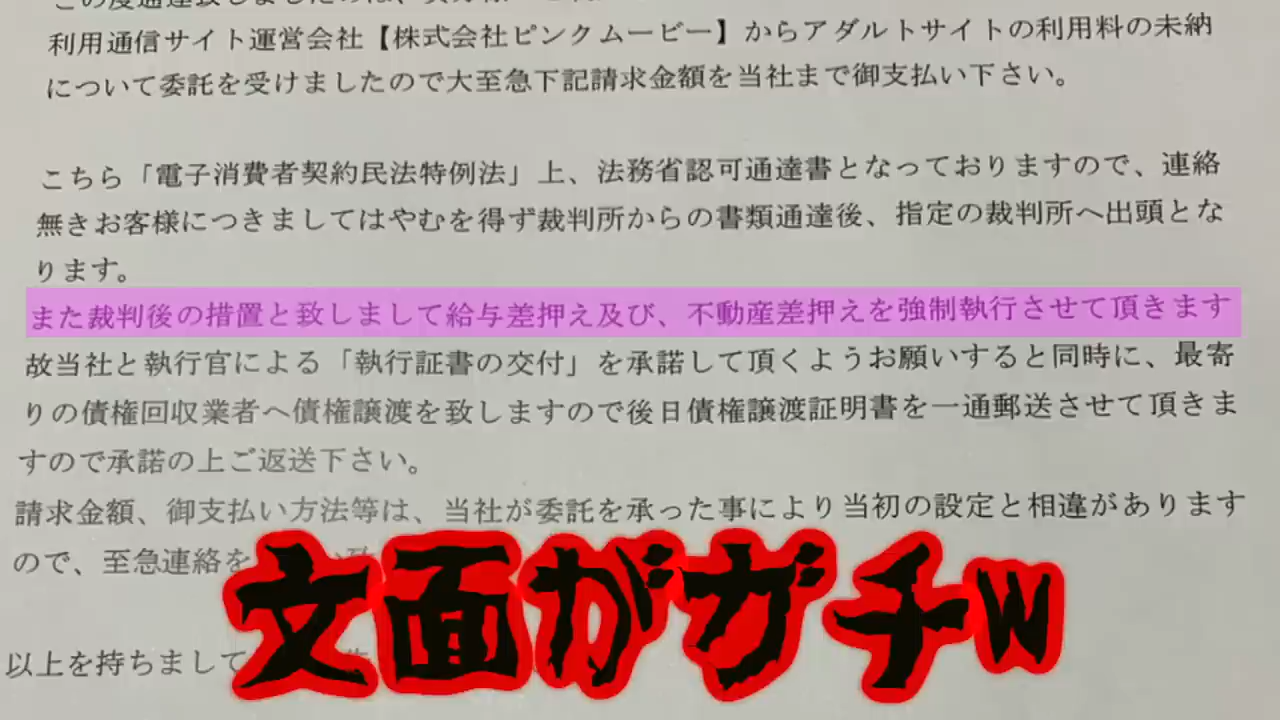 この度通達致しましたのは、
利用通信サイト運営会社【株式会社ピンクムービー】からアダルトサイトの利用料の未納
について委託を受けましたので大至急下記請求金額を当社まで御支払い下さい。
こちら「電子消費者契約民法特例法」上、法務省認可通達書となっておりますので、連絡
無きお客様につきましてはやむを得ず裁判所からの書類通達後、指定の裁判所へ出頭とな
ります。
また裁判後の措置と致しまして給与差押え及び、不動産差押えを強制執行させて頂きます
故当社と執行官による「執行証書の交付」を承諾して頂くようお願いすると同時に、最寄
りの債権回収業者へ債権譲渡を致しますので後日債権譲渡証明書を一通郵送させて頂きま
すので承諾の上ご返送下さい。
請求金額、御支払い方法等は、当社が委託を承った事により当初の設定と相違があります
ので、至急連絡を
以上を持ちまして
文面がガチw